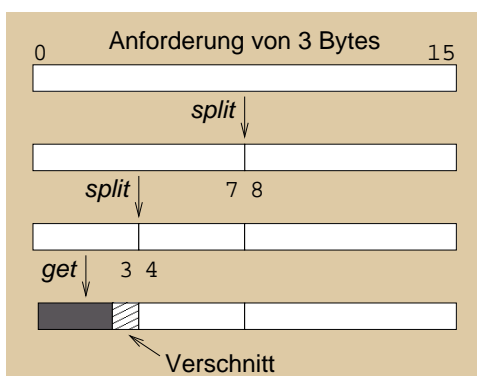 Anforderung von 3 Bytes
0 15
split
split 7 8
get 3 4
Verschnitt